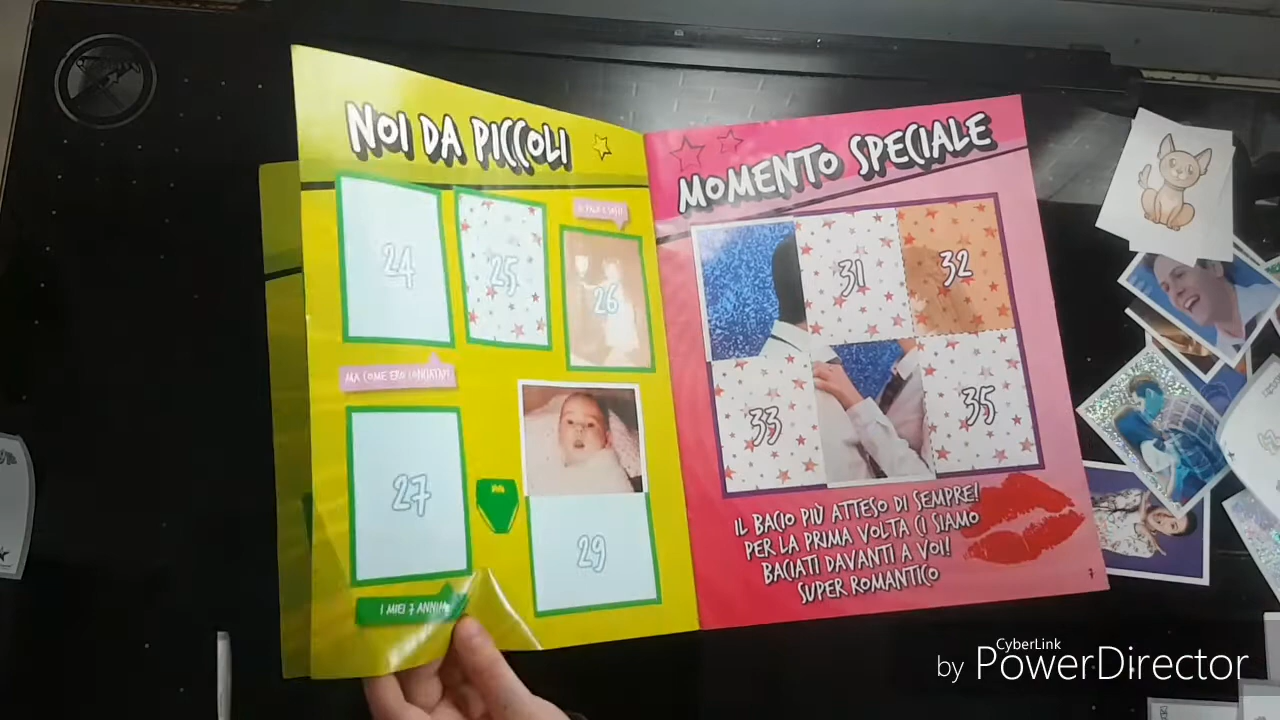 NOI DA PICCOLI
24
25
26
MA COME ERO CONCIATA?!
27
29
I MIEI 7 ANNI
MOMENTO SPECIALE
31
32
33
35
IL BACIO PIÙ ATTESO DI SEMPRE!
PER LA PRIMA VOLTA CI SIAMO
BACIATI DAVANTI A VOI!
SUPER ROMANTICO
7
CyberLink
by PowerDirector